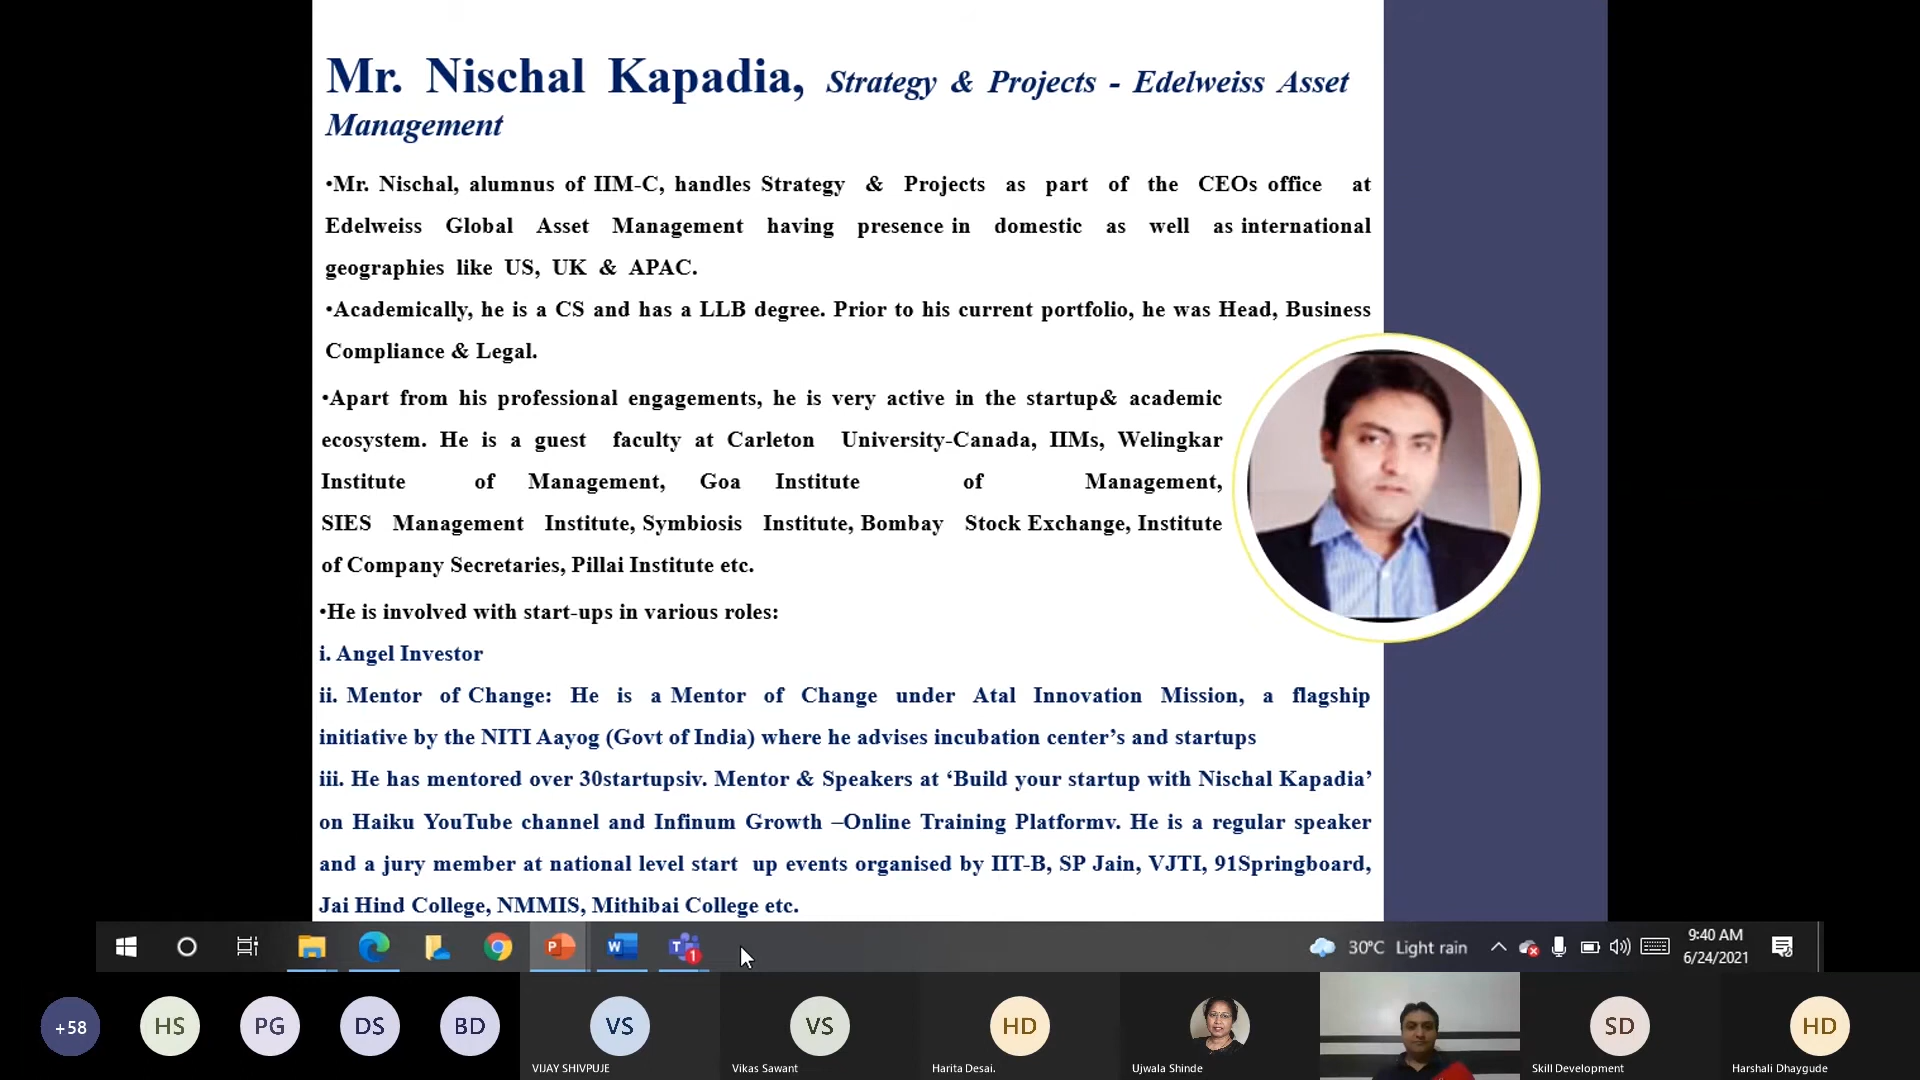 Mr. Nischal Kapadia, Strategy & Projects - Edelweiss Asset
Management
•Mr. Nischal, alumnus of IIM-C, handles Strategy & Projects as part of the CEOs office at
Edelweiss Global Asset Management having presence in domestic as well as international
geographies like US, UK & APAC.
•Academically, he is a CS and has a LLB degree. Prior to his current portfolio, he was Head, Business
Compliance & Legal.
•Apart from his professional engagements, he is very active in the startup& academic
ecosystem. He is a guest faculty at Carleton University-Canada, IIMs, Welingkar
Institute of Management, Goa Institute of Management,
SIES Management Institute, Symbiosis Institute, Bombay Stock Exchange, Institute
of Company Secretaries, Pillai Institute etc.
•He is involved with start-ups in various roles:
i. Angel Investor
ii. Mentor of Change: He is a Mentor of Change under Atal Innovation Mission, a flagship
initiative by the NITI Aayog (Govt of India) where he advises incubation center’s and startups
iii. He has mentored over 30startupsiv. Mentor & Speakers at ‘Build your startup with Nischal Kapadia’
on Haiku YouTube channel and Infinum Growth –Online Training Platformv. He is a regular speaker
and a jury member at national level start up events organised by IIT-B, SP Jain, VJTI, 91Springboard,
Jai Hind College, NMMIS, Mithibai College etc.
P W T 1 30°C Light rain 9:40 AM
6/24/2021
+58 HS PG DS BD VS VS HD SD HD
VIJAY SHIVPUJE Vikas Sawant Harita Desai. Ujwala Shinde Skill Development Harshali Dhaygude